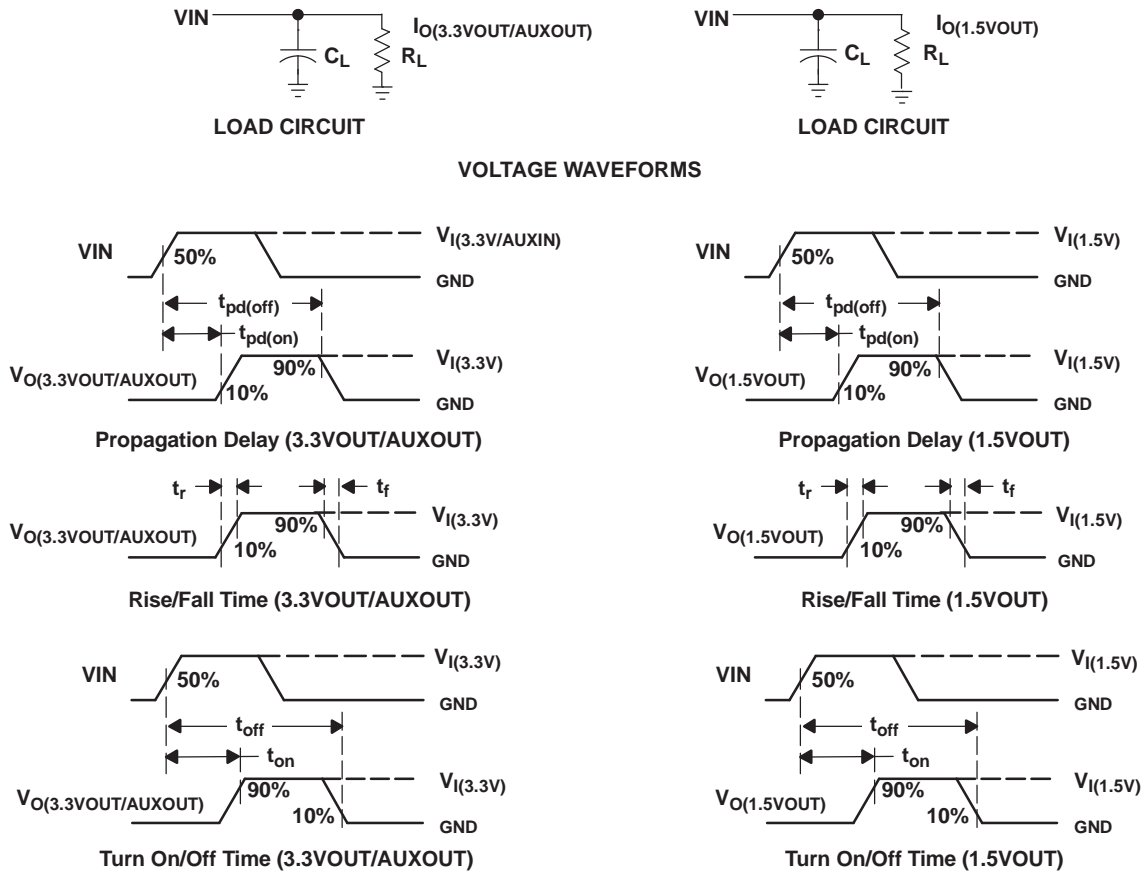 VIN I_O(3.3VOUT/AUXOUT) VIN I_O(1.5VOUT)
C_L R_L C_L R_L
LOAD CIRCUIT LOAD CIRCUIT
VOLTAGE WAVEFORMS
VIN 50% V_I(3.3V/AUXIN)
GND
t_pd(off)
t_pd(on)
V_O(3.3VOUT/AUXOUT) 10% 90% V_I(3.3V)
GND
Propagation Delay (3.3VOUT/AUXOUT)
VIN 50% V_I(1.5V)
GND
t_pd(off)
t_pd(on)
V_O(1.5VOUT) 10% 90% V_I(1.5V)
GND
Propagation Delay (1.5VOUT)
t_r t_f
V_O(3.3VOUT/AUXOUT) 10% 90% V_I(3.3V)
GND
Rise/Fall Time (3.3VOUT/AUXOUT)
t_r t_f
V_O(1.5VOUT) 10% 90% V_I(1.5V)
GND
Rise/Fall Time (1.5VOUT)
VIN 50% V_I(3.3V)
GND
t_off
t_on
V_O(3.3VOUT/AUXOUT) 90% 10% V_I(3.3V)
GND
Turn On/Off Time (3.3VOUT/AUXOUT)
VIN 50% V_I(1.5V)
GND
t_off
t_on
V_O(1.5VOUT) 90% 10% V_I(1.5V)
GND
Turn On/Off Time (1.5VOUT)